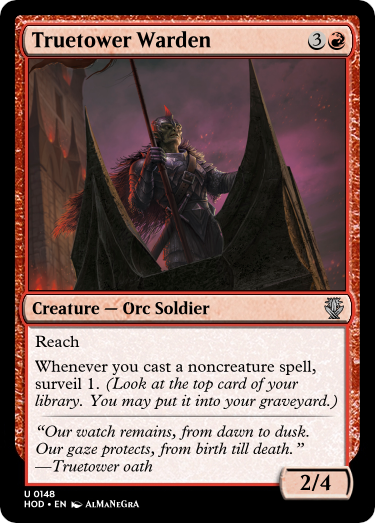 Truetower Warden 3
Creature — Orc Soldier
Reach
Whenever you cast a noncreature spell,
surveil 1. (Look at the top card of your
library. You may put it into your graveyard.)
“Our watch remains, from dawn to dusk.
Our gaze protects, from birth till death.”
—Truetower oath
2/4
U 0148
HOD • EN AlMaNeGrA